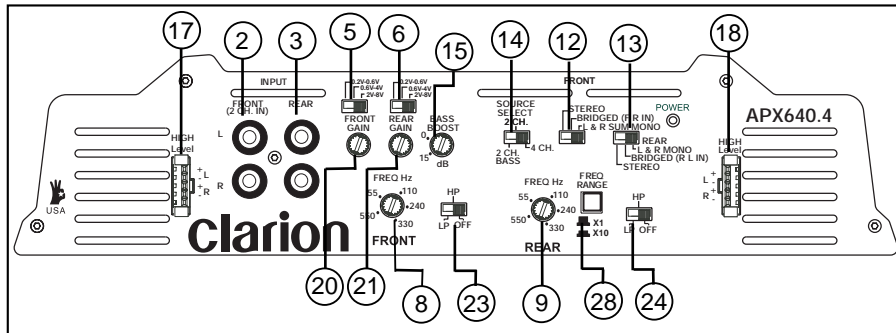 17 2 3 5 6 15 14 12 13 18
INPUT
FRONT
(2 CH. IN)
REAR
0.2V-0.6V
0.6V-4V
2V-8V
0.2V-0.6V
0.6V-4V
2V-8V
FRONT
GAIN
REAR
GAIN
BASS
BOOST
0
15 dB
SOURCE
SELECT
2 CH.
4 CH.
2 CH.
BASS
FRONT
STEREO
BRIDGED (F R IN)
L & R SUM MONO
REAR
L & R MONO
BRIDGED (R L IN)
STEREO
POWER
APX640.4
HIGH
Level
+
L
-
+
R
-
HIGH
Level
+
L
-
+
R
-
L
R
USA
clarion
FREQ Hz
55 110
240
550 330
FRONT
HP
LP OFF
FREQ Hz
55 110
240
550 330
REAR
FREQ
RANGE
X1
X10
HP
LP OFF
20 21 8 23 9 28 24